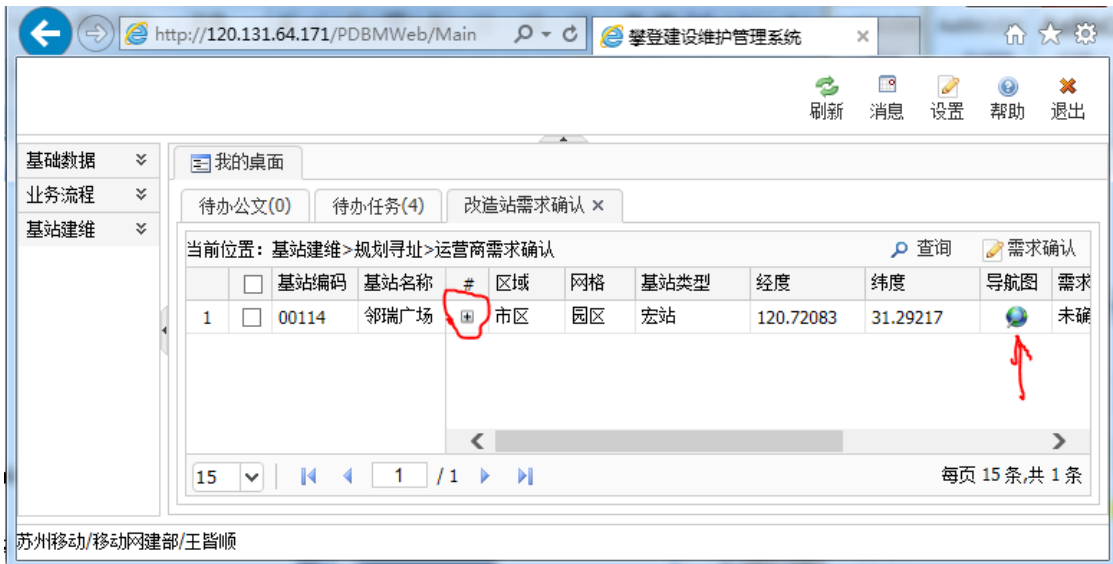 http://120.131.64.171/PDBMWeb/Main 攀登建设维护管理系统
刷新 消息 设置 帮助 退出
基础数据
业务流程
基站建维
我的桌面
待办公文(0) 待办任务(4) 改造站需求确认
当前位置：基站建维>规划寻址>运营商需求确认 查询 需求确认
基站编码 基站名称 # 区域 网格 基站类型 经度 纬度 导航图 需求
1 00114 邻瑞广场 市区 园区 宏站 120.72083 31.29217 未确
15 1 / 1 每页 15 条,共 1 条
苏州移动/移动网建部/王皆顺